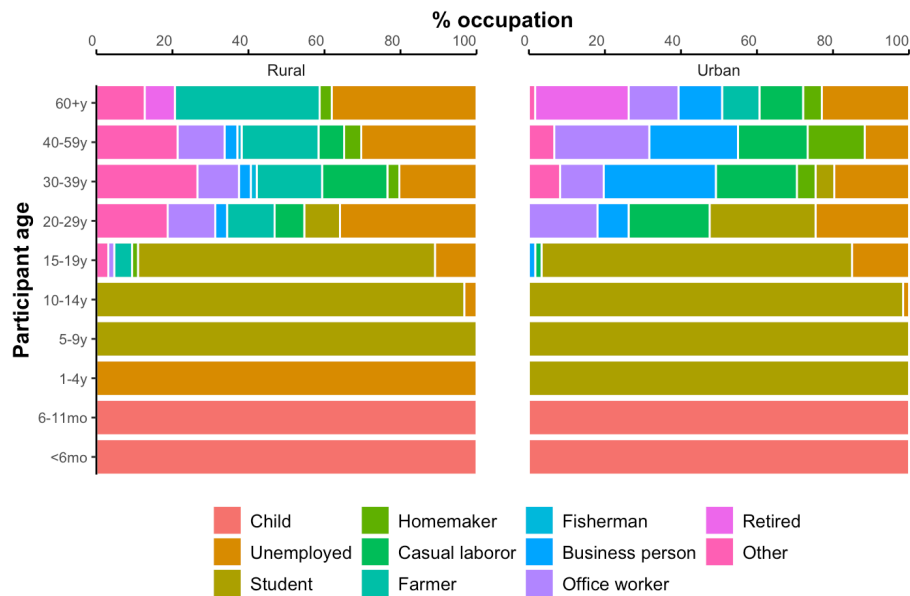 % occupation
0 20 40 60 80 100 0 20 40 60 80 100
Rural Urban
Participant age
60+y
40-59y
30-39y
20-29y
15-19y
10-14y
5-9y
1-4y
6-11mo
<6mo
Child Homemaker Fisherman Retired
Unemployed Casual laboror Business person Other
Student Farmer Office worker